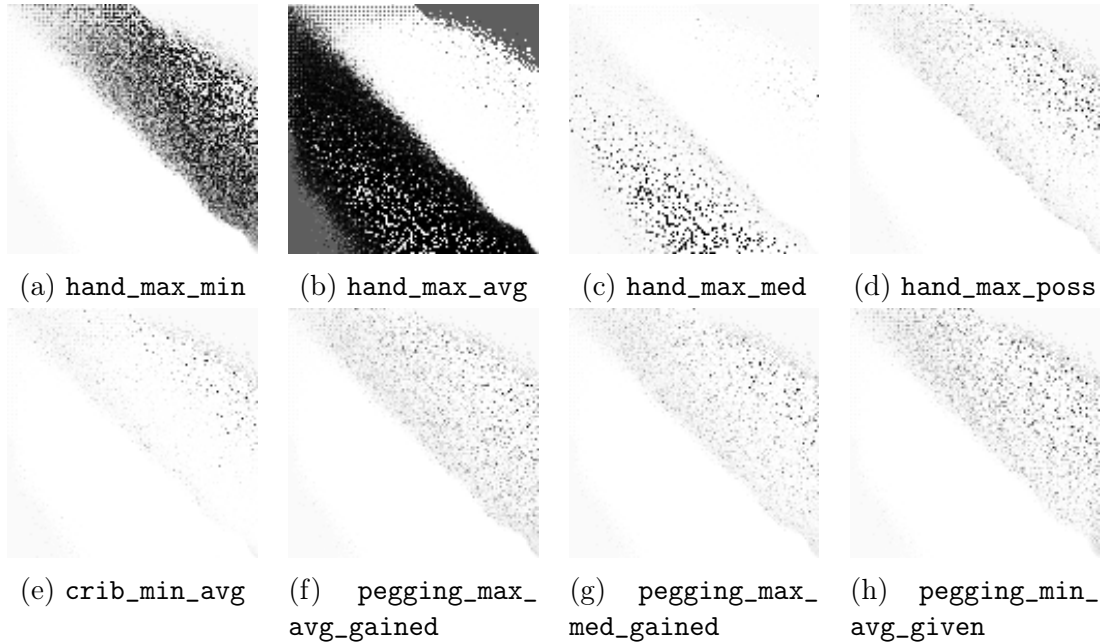 (a) hand_max_min
(b) hand_max_avg
(c) hand_max_med
(d) hand_max_poss
(e) crib_min_avg
(f) pegging_max_
avg_gained
(g) pegging_max_
med_gained
(h) pegging_min_
avg_given